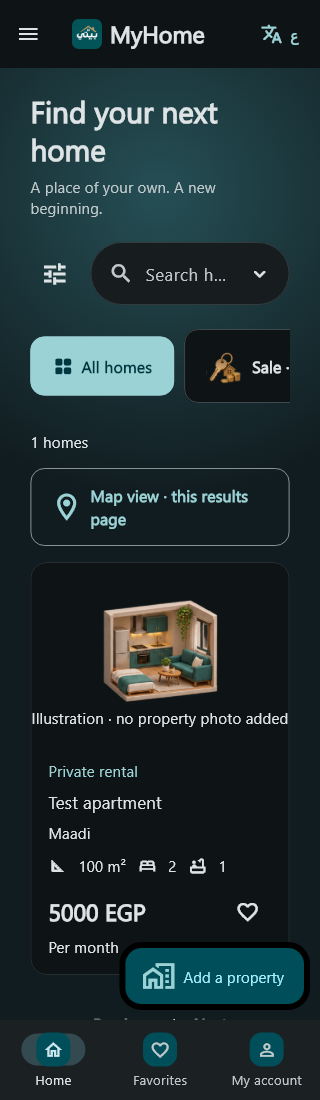 بيتي
MyHome
ع
Find your next
home
A place of your own. A new
beginning.
Search h...
All homes
Sale ·
1 homes
Map view · this results
page
Illustration · no property photo added
Private rental
Test apartment
Maadi
100 m² 2 1
5000 EGP
Per month
Add a property
Home
Favorites
My account